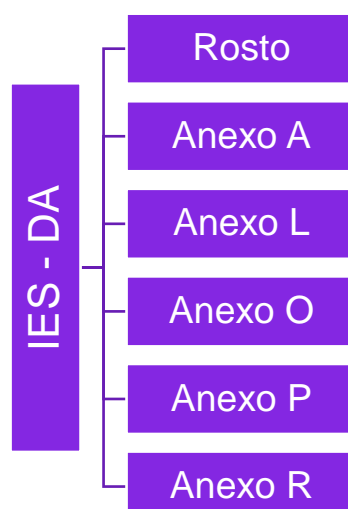 IES - DA
Rosto
Anexo A
Anexo L
Anexo O
Anexo P
Anexo R